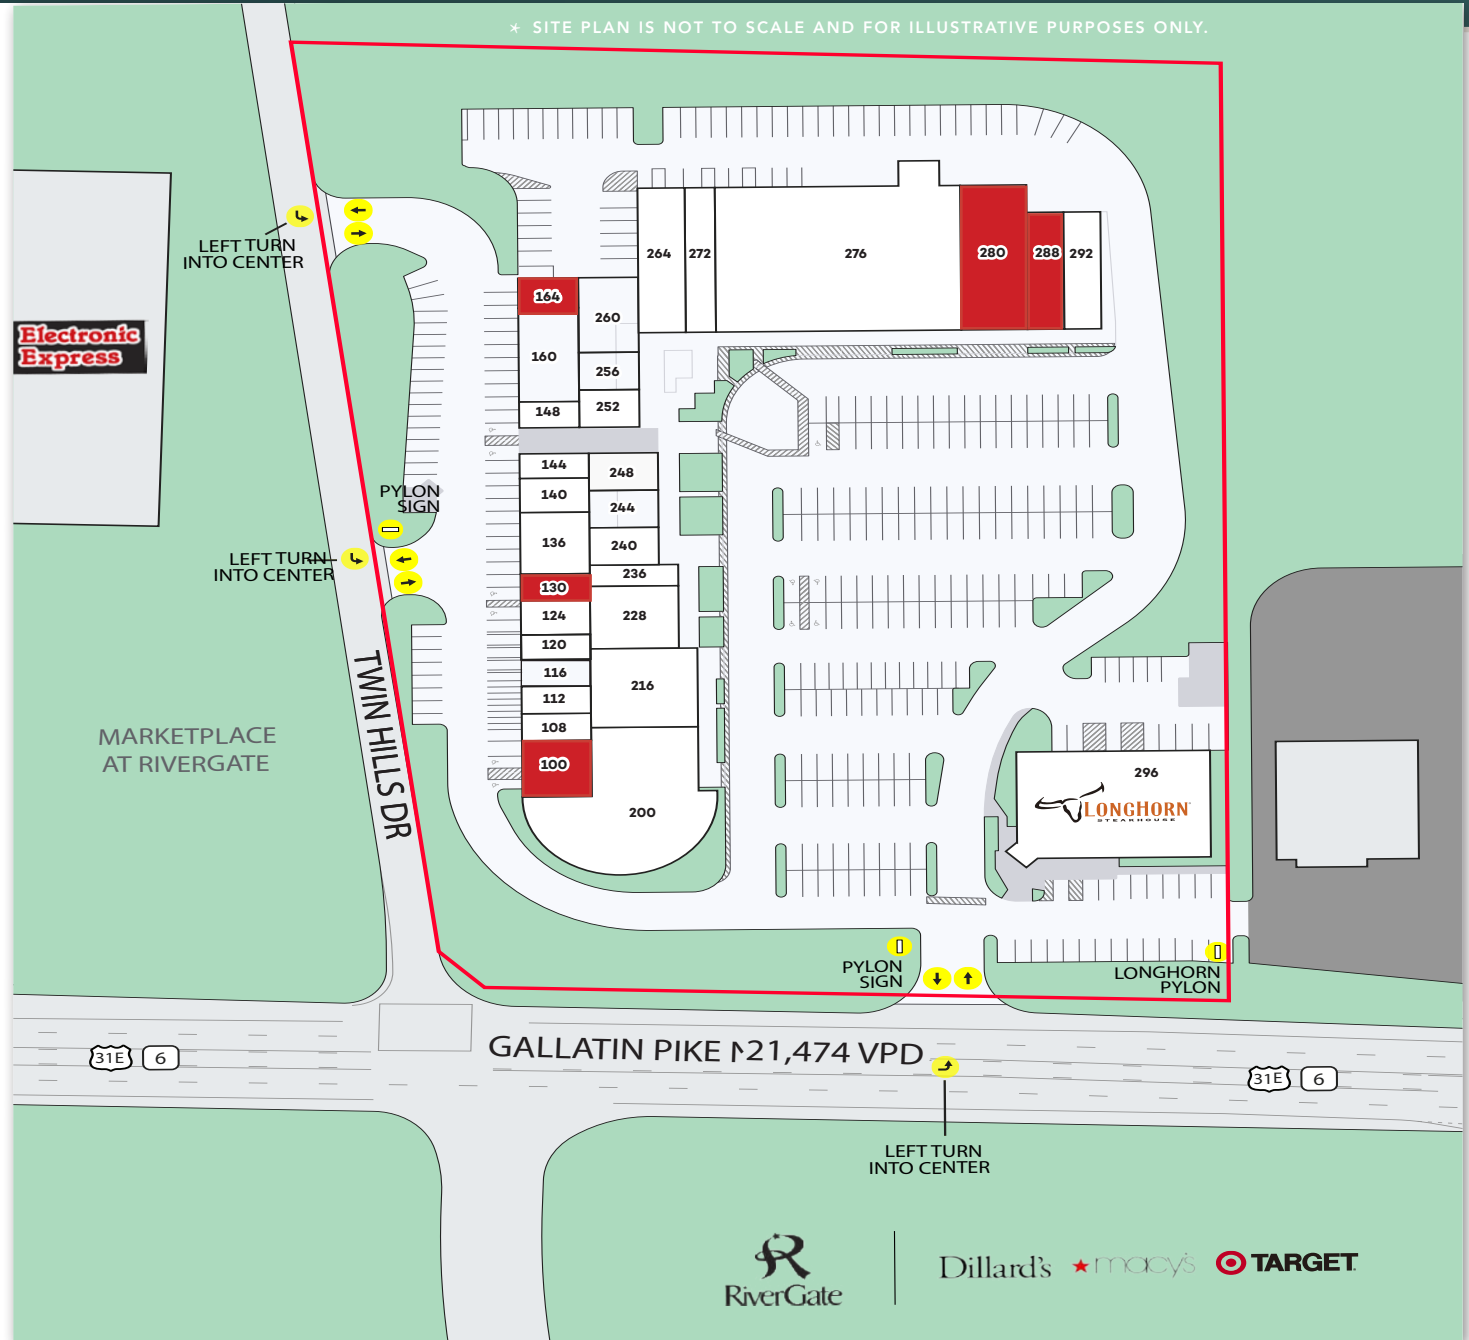 * SITE PLAN IS NOT TO SCALE AND FOR ILLUSTRATIVE PURPOSES ONLY.
LEFT TURN
INTO CENTER
264
272
276
280
288
292
164
260
160
256
148
252
Electronic
Express
144
248
140
244
136
240
PYLON
SIGN
LEFT TURN
INTO CENTER
130
236
124
228
120
116
216
112
108
100
200
TWIN HILLS DR
MARKETPLACE
AT RIVERGATE
296
LONGHORN
STEAKHOUSE
PYLON
SIGN
LONGHORN
PYLON
31E
6
GALLATIN PIKE N 21,474 VPD
31E
6
LEFT TURN
INTO CENTER
RiverGate
Dillard's
macy's
TARGET